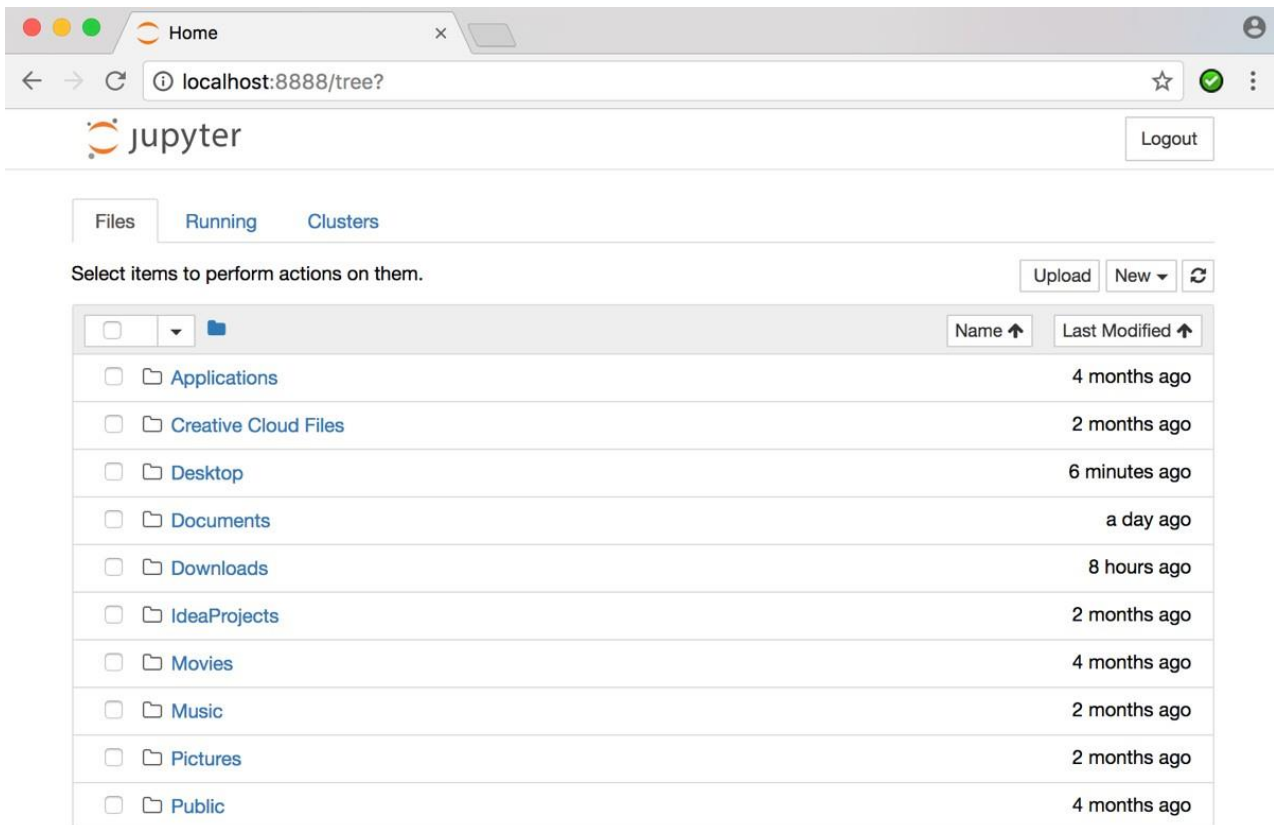 Home
localhost:8888/tree?
jupyter Logout
Files Running Clusters
Select items to perform actions on them. Upload New
Name Last Modified
Applications 4 months ago
Creative Cloud Files 2 months ago
Desktop 6 minutes ago
Documents a day ago
Downloads 8 hours ago
IdeaProjects 2 months ago
Movies 4 months ago
Music 2 months ago
Pictures 2 months ago
Public 4 months ago